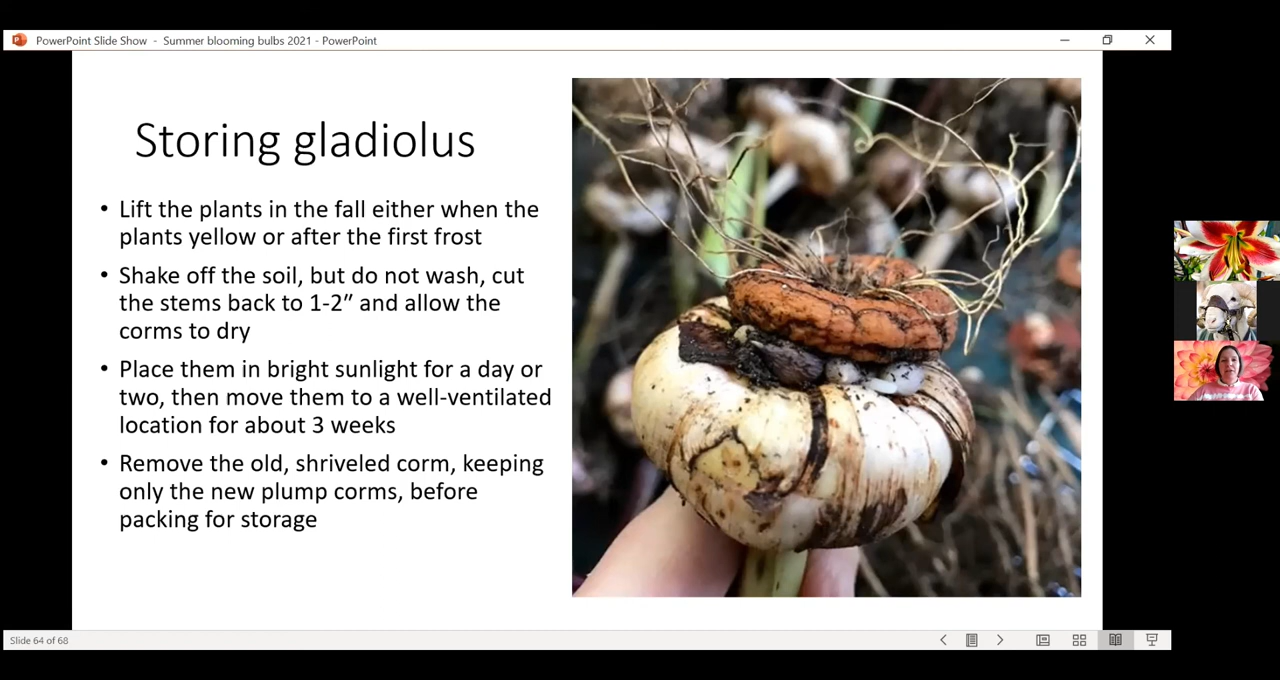 PowerPoint Slide Show - Summer blooming bulbs 2021 - PowerPoint
Storing gladiolus
• Lift the plants in the fall either when the
plants yellow or after the first frost
• Shake off the soil, but do not wash, cut
the stems back to 1-2” and allow the
corms to dry
• Place them in bright sunlight for a day or
two, then move them to a well-ventilated
location for about 3 weeks
• Remove the old, shriveled corm, keeping
only the new plump corms, before
packing for storage
Slide 64 of 68